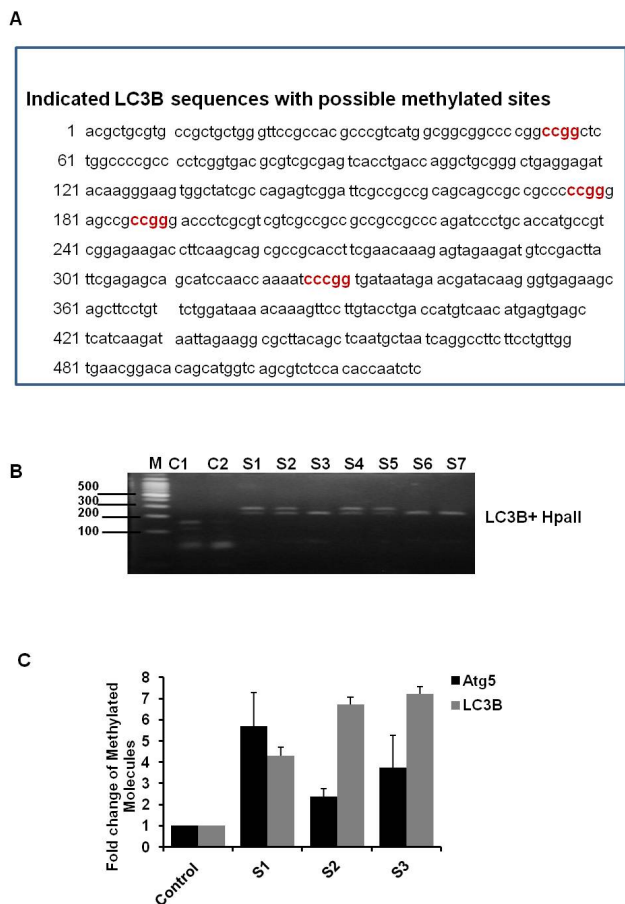 A
Indicated LC3B sequences with possible methylated sites
1 acgctgcgtg ccgctgctgg gttccgccac gcccgtcatg gcggcggccc cggccggctc
61 tggccccgcc cctcggtgac gcgtcgcgag tcacctgacc aggctgcggg ctgaggagat
121 acaagggaag tggctatcgc cagagtcgga ttcgccgccg cagcagccgc cgcccccggg
181 agccgccggg accctcgcgt cgtcgccgcc gccgccgccc agatccctgc accatgccgt
241 cggagaagac cttcaagcag cgccgcacct tcgaacaaag agtagaagat gtccgactta
301 ttcgagagca gcatccaacc aaaatcccgg tgataataga acgatacaag ggtgagaagc
361 agcttcctgt tctggataaa acaaagttcc ttgtacctga ccatgtcaac atgagtgagc
421 tcatcaagat aattagaagg cgcttacagc tcaatgctaa tcaggccttc ttcctgttgg
481 tgaacggaca cagcatggtc agcgtctcca caccaatctc
B
M C1 C2 S1 S2 S3 S4 S5 S6 S7
500
300
200
100
LC3B+ HpaII
C
Fold change of Methylated
Molecules
8
7
6
5
4
3
2
1
0
Atg5
LC3B
Control S1 S2 S3